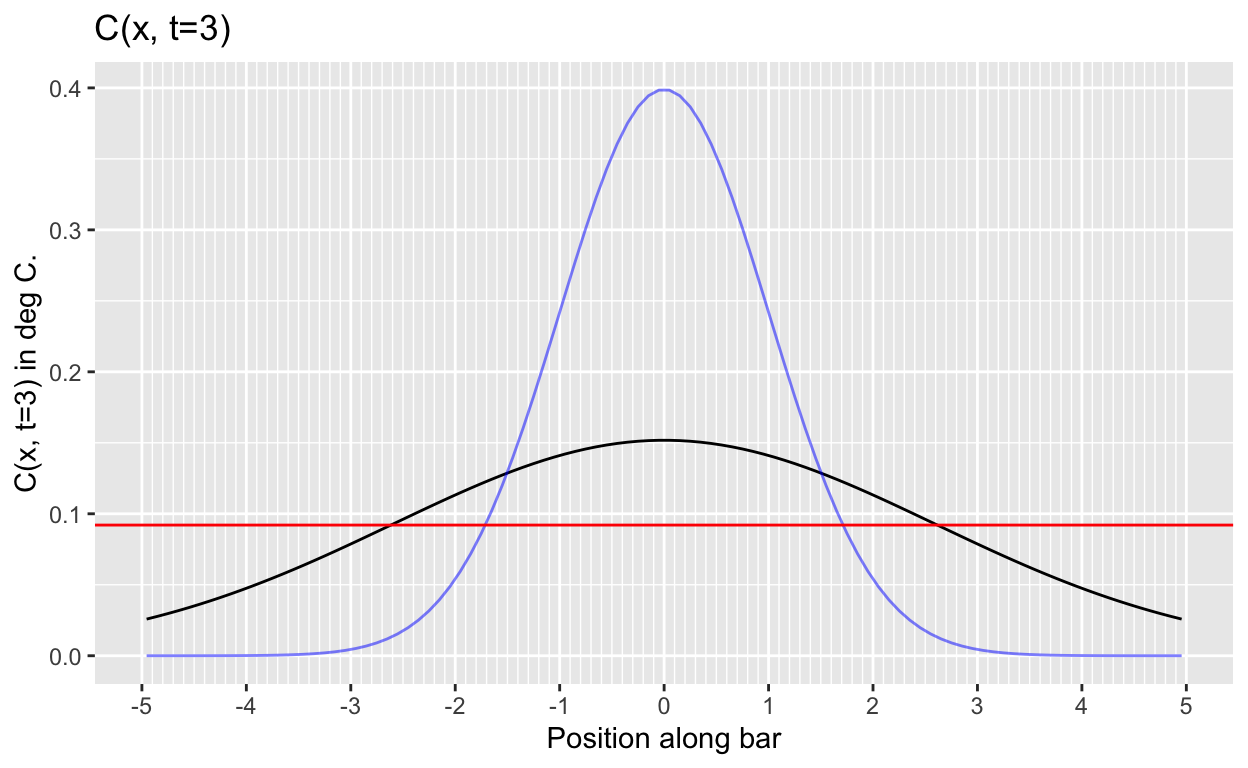 C(x, t=3)
C(x, t=3) in deg C.
0.4
0.3
0.2
0.1
0.0
-5 -4 -3 -2 -1 0 1 2 3 4 5
Position along bar